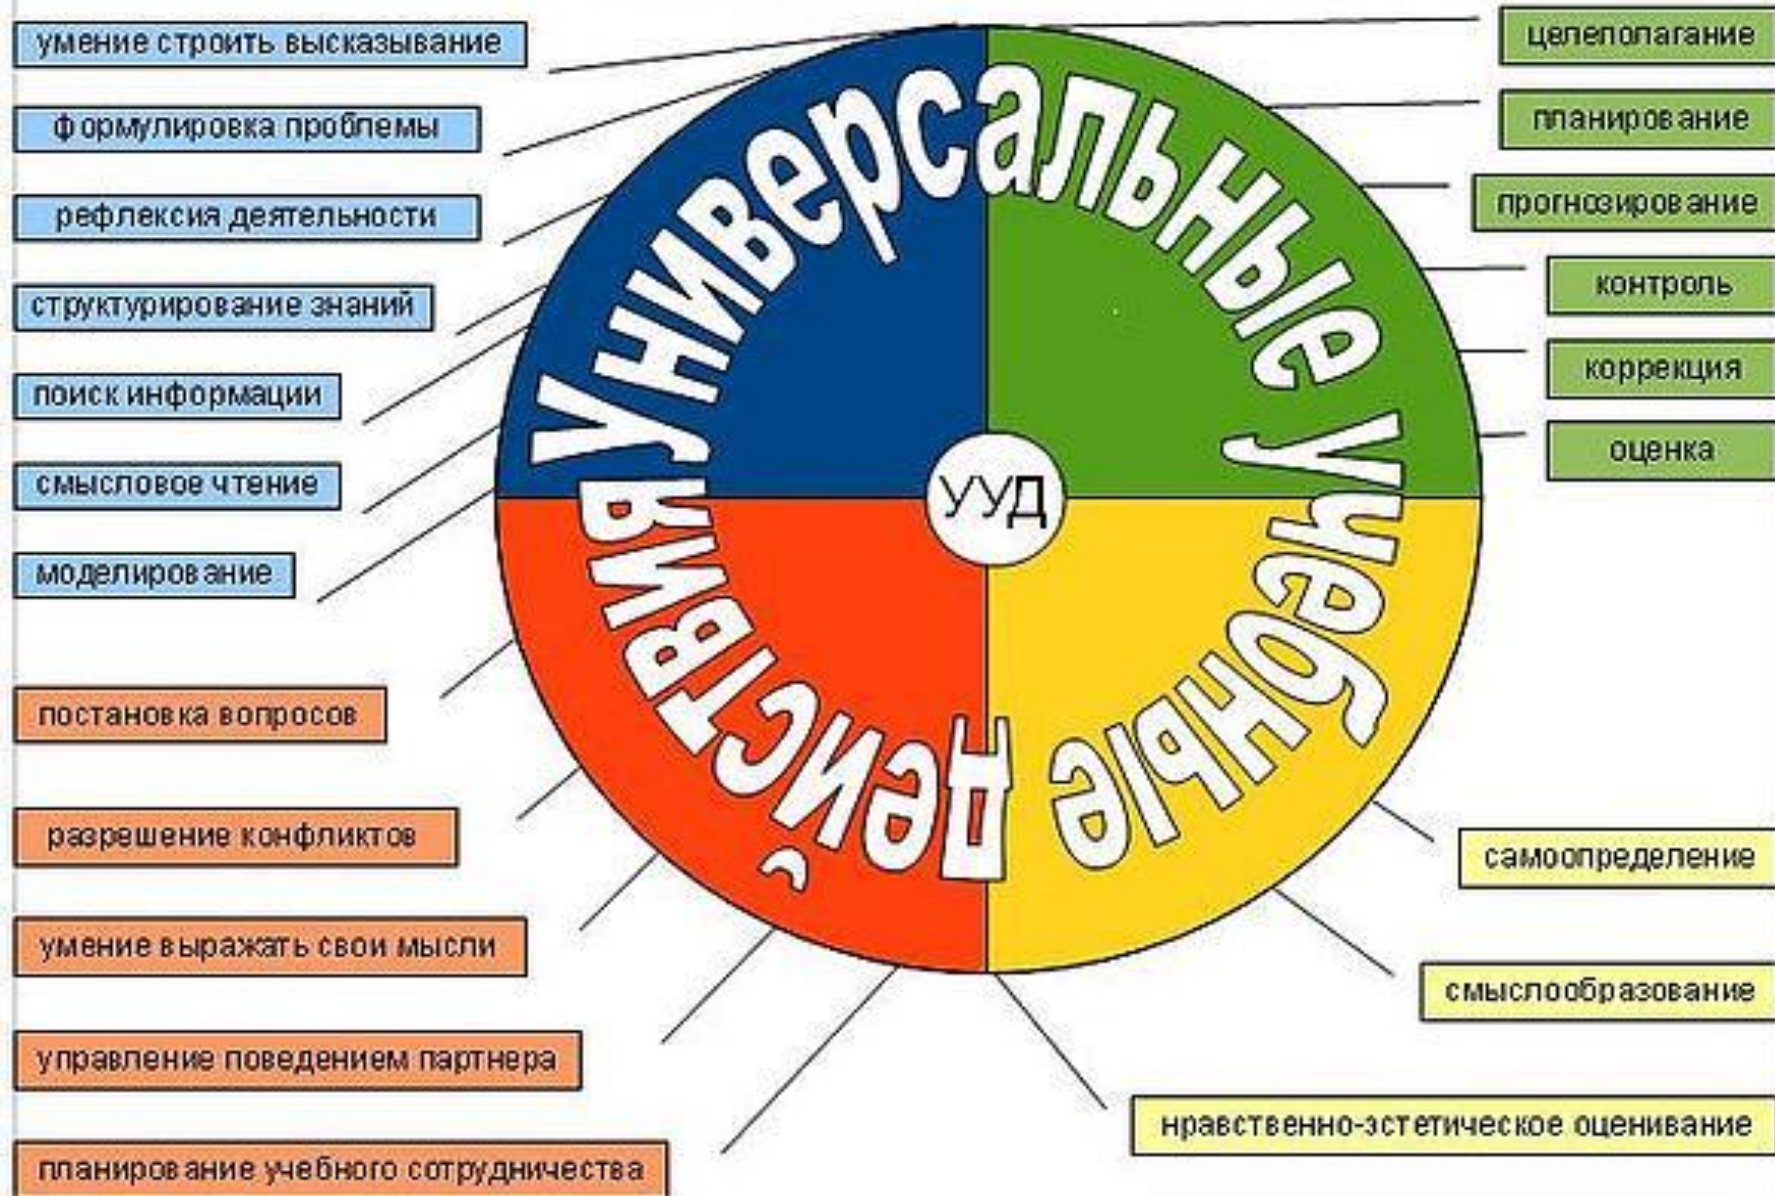 умение строить высказывание
формулировка проблемы
рефлексия деятельности
структурирование знаний
поиск информации
смысловое чтение
моделирование
постановка вопросов
разрешение конфликтов
умение выражать свои мысли
управление поведением партнера
планирование учебного сотрудничества
Универсальные учебные действия
УУД
целеполагание
планирование
прогнозирование
контроль
коррекция
оценка
самоопределение
смыслообразование
нравственно-эстетическое оценивание